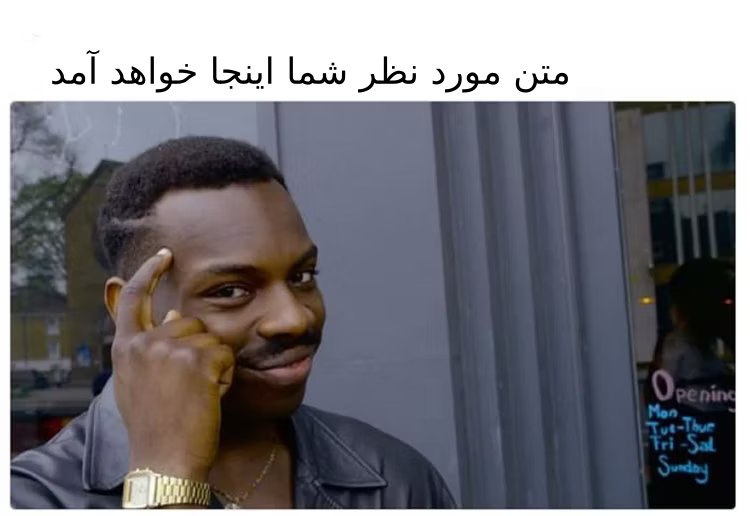 متن مورد نظر شما اینجا خواهد آمد
Opening
Mon
Tue-Thur
Fri-Sat
Sunday